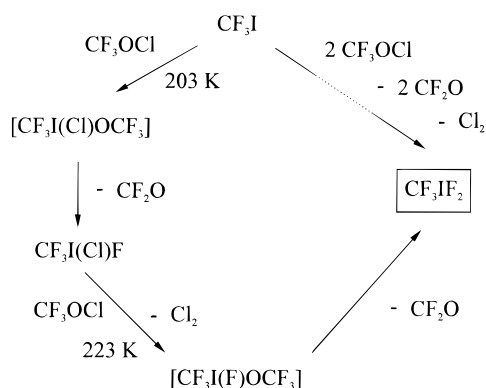 CF₃I
CF₃OCl
2 CF₃OCl
203 K
- 2 CF₂O
- Cl₂
[CF₃I(Cl)OCF₃]
- CF₂O
CF₃IF₂
CF₃I(Cl)F
CF₃OCl
- Cl₂
- CF₂O
223 K
[CF₃I(F)OCF₃]